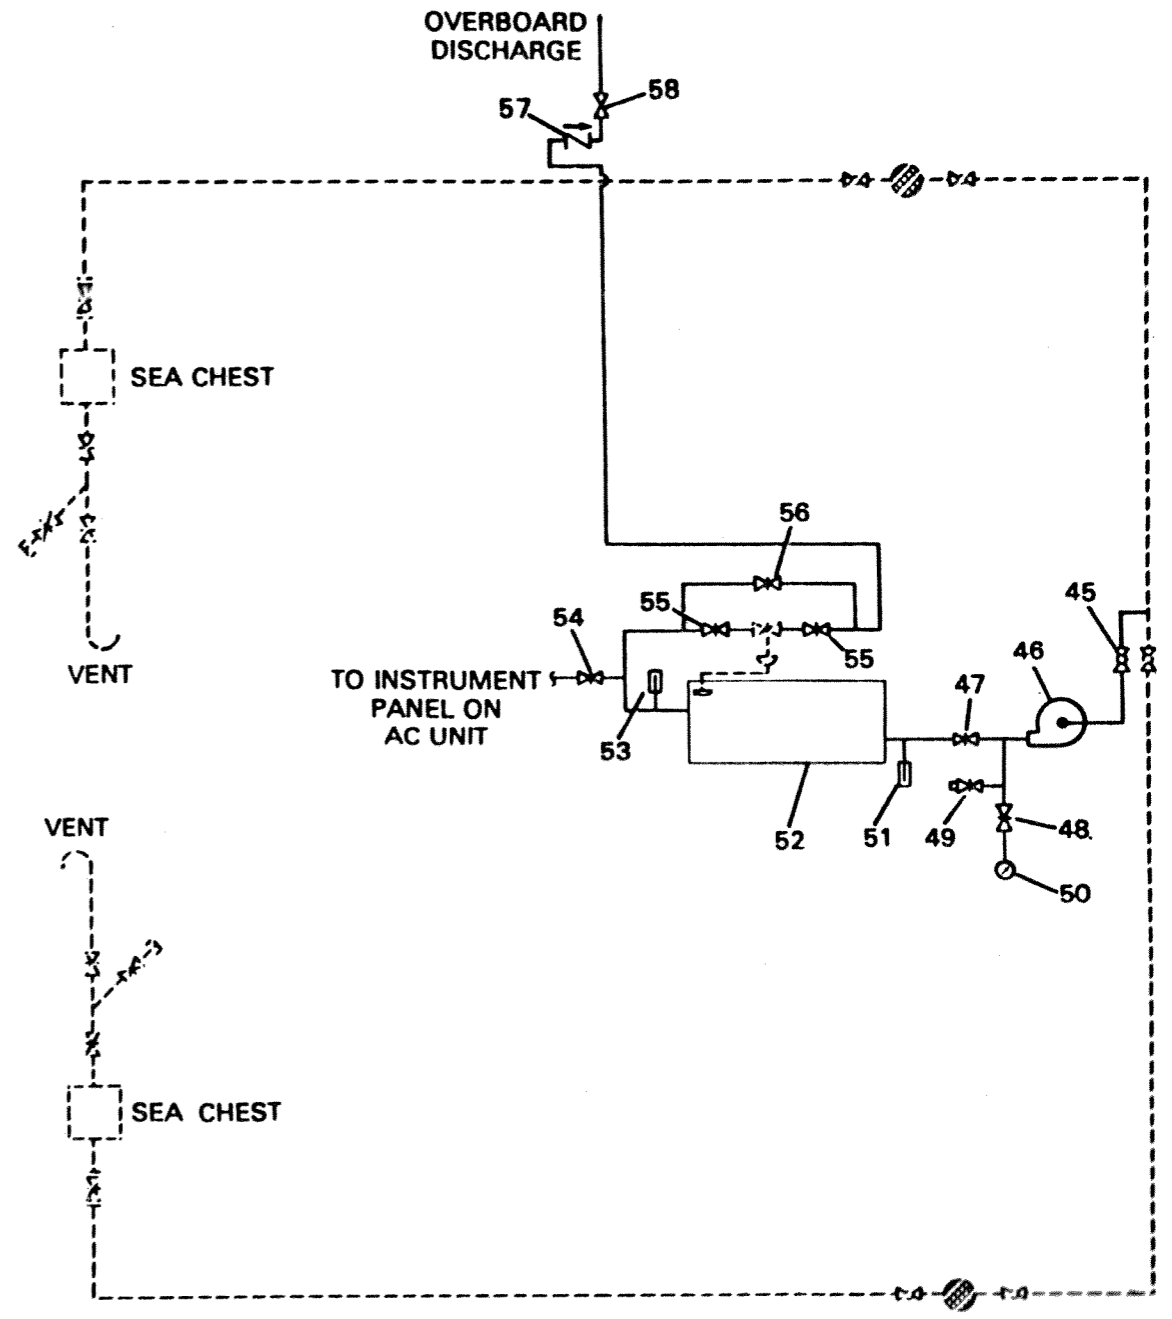 OVERBOARD
DISCHARGE
58
57
SEA CHEST
56
55
45
54
46
55
VENT
TO INSTRUMENT
PANEL ON
AC UNIT
47
53
VENT
52
51
49
48
50
SEA CHEST